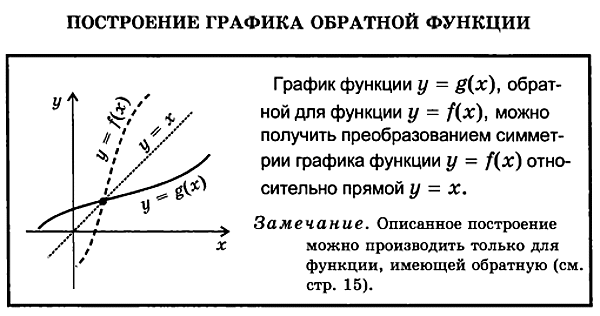 ПОСТРОЕНИЕ ГРАФИКА ОБРАТНОЙ ФУНКЦИИ
y
y = f(x)
y = x
y = g(x)
x
График функции y = g(x), обрат-
ной для функции y = f(x), можно
получить преобразованием симмет-
рии графика функции y = f(x) отно-
сительно прямой y = x.
Замечание. Описанное построение
можно производить только для
функции, имеющей обратную (см.
стр. 15).